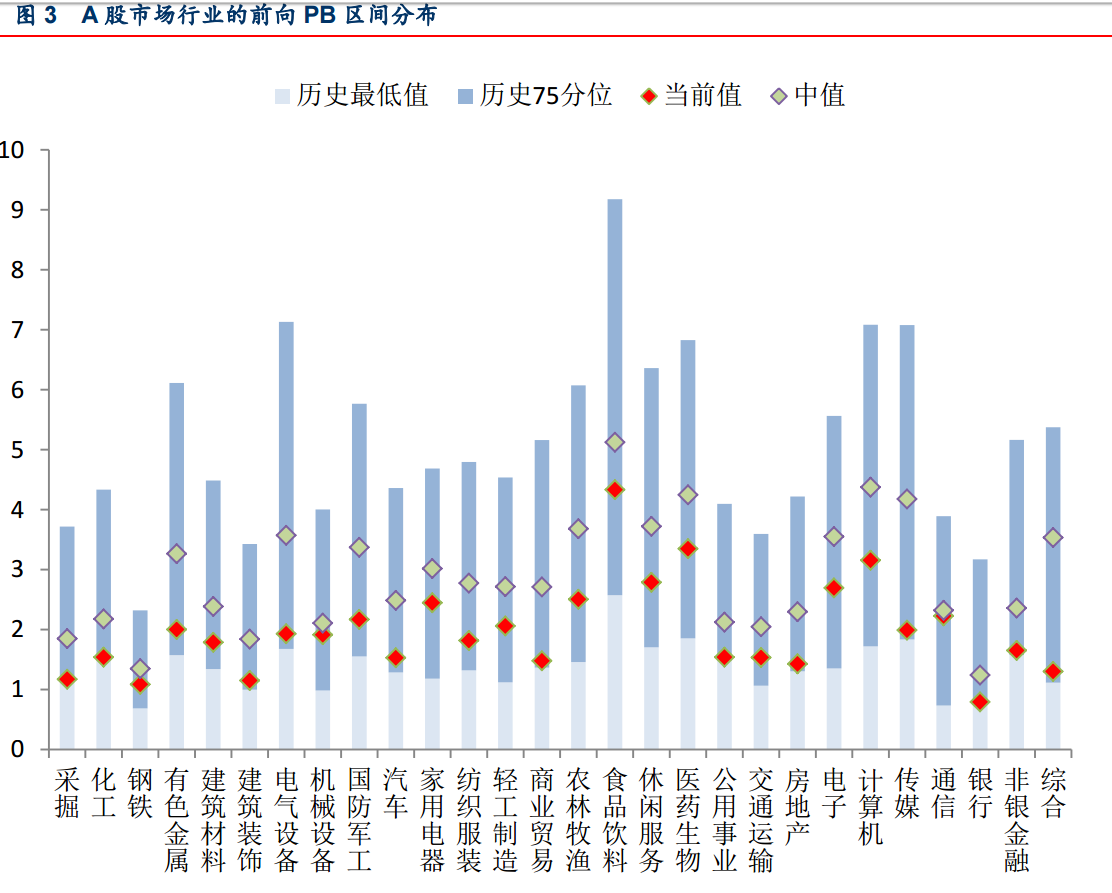 图 3 A 股市场行业的前向 PB 区间分布
历史最低值 历史75分位 当前值 中值
10
9
8
7
6
5
4
3
2
1
0
采掘
化工
钢铁
有色金属
建筑材料
建筑装饰
电气设备
机械设备
国防军工
汽车
家用电器
纺织服装
轻工制造
商业贸易
农林牧渔
食品饮料
休闲服务
医药生物
公用事业
交通运输
房地产
电子
计算机
传媒
通信
银行
非银金融
综合